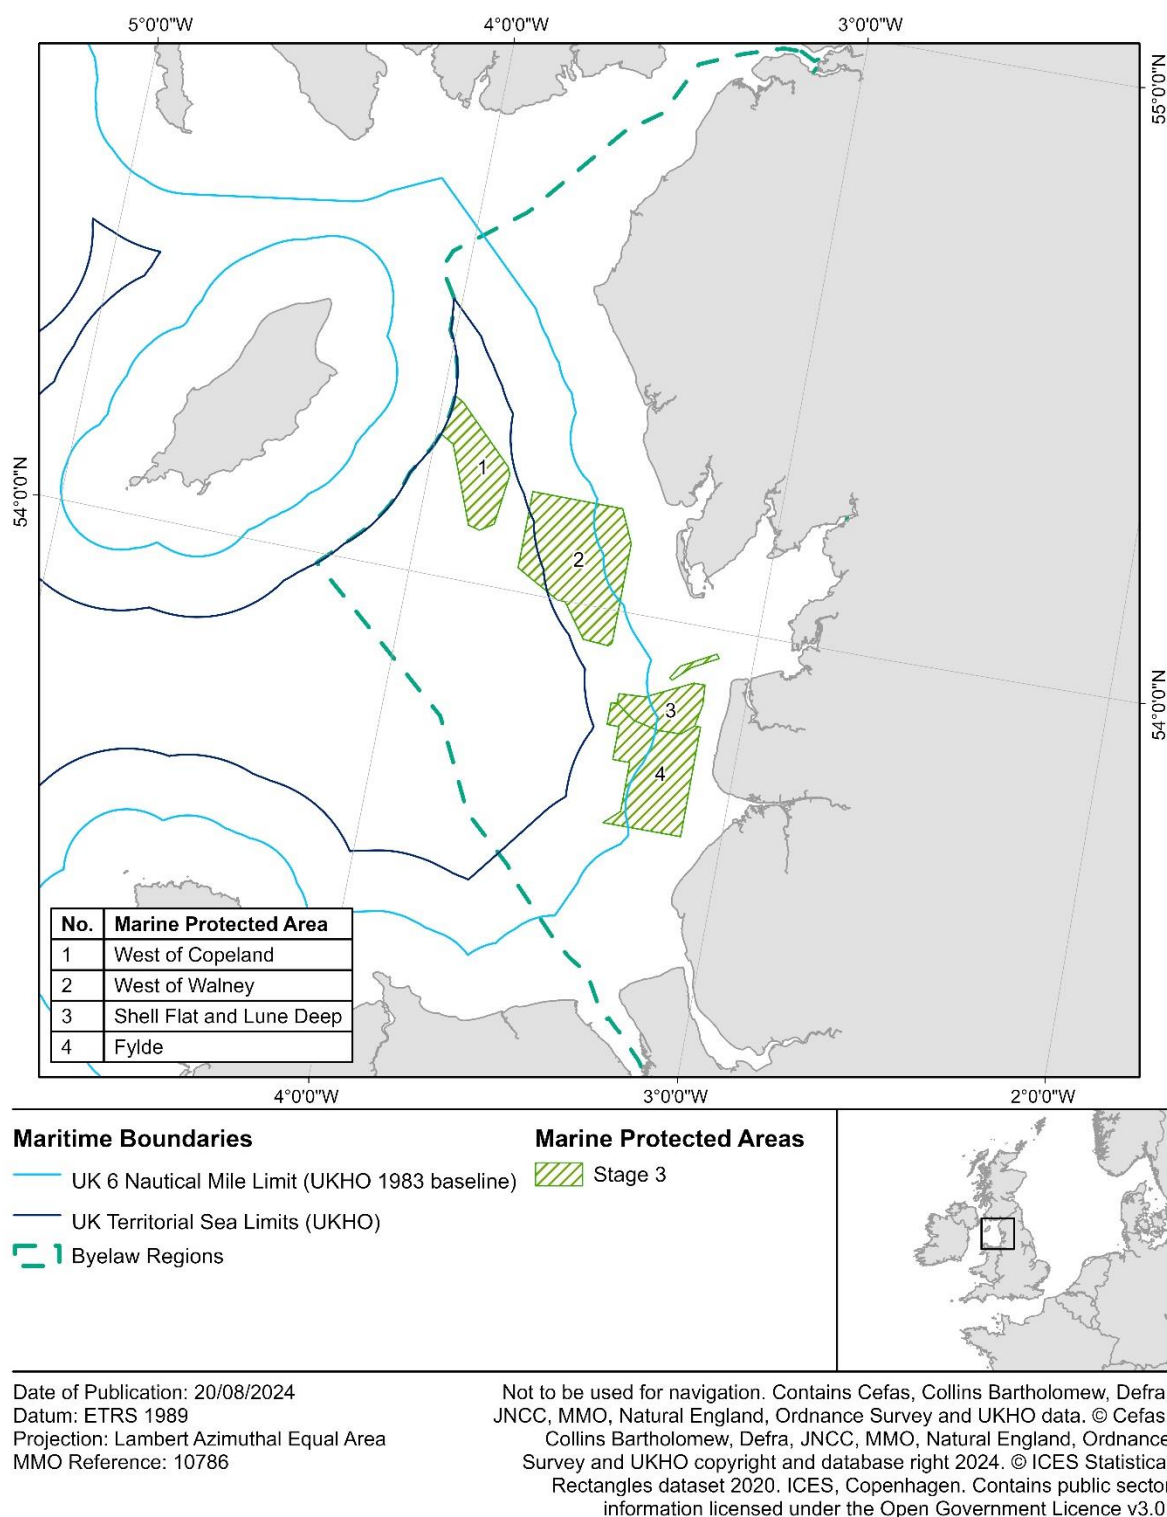 5°0'0"W 4°0'0"W 3°0'0"W
55°0'0"N
54°0'0"N
54°0'0"N
1
2
3
4
No. Marine Protected Area
1 West of Copeland
2 West of Walney
3 Shell Flat and Lune Deep
4 Fylde
4°0'0"W 3°0'0"W 2°0'0"W
Maritime Boundaries
UK 6 Nautical Mile Limit (UKHO 1983 baseline)
UK Territorial Sea Limits (UKHO)
Byelaw Regions
Marine Protected Areas
Stage 3
Date of Publication: 20/08/2024
Datum: ETRS 1989
Projection: Lambert Azimuthal Equal Area
MMO Reference: 10786
Not to be used for navigation. Contains Cefas, Collins Bartholomew, Defra
JNCC, MMO, Natural England, Ordnance Survey and UKHO data. © Cefas
Collins Bartholomew, Defra, JNCC, MMO, Natural England, Ordnance
Survey and UKHO copyright and database right 2024. © ICES Statistica
Rectangles dataset 2020. ICES, Copenhagen. Contains public sector
information licensed under the Open Government Licence v3.0